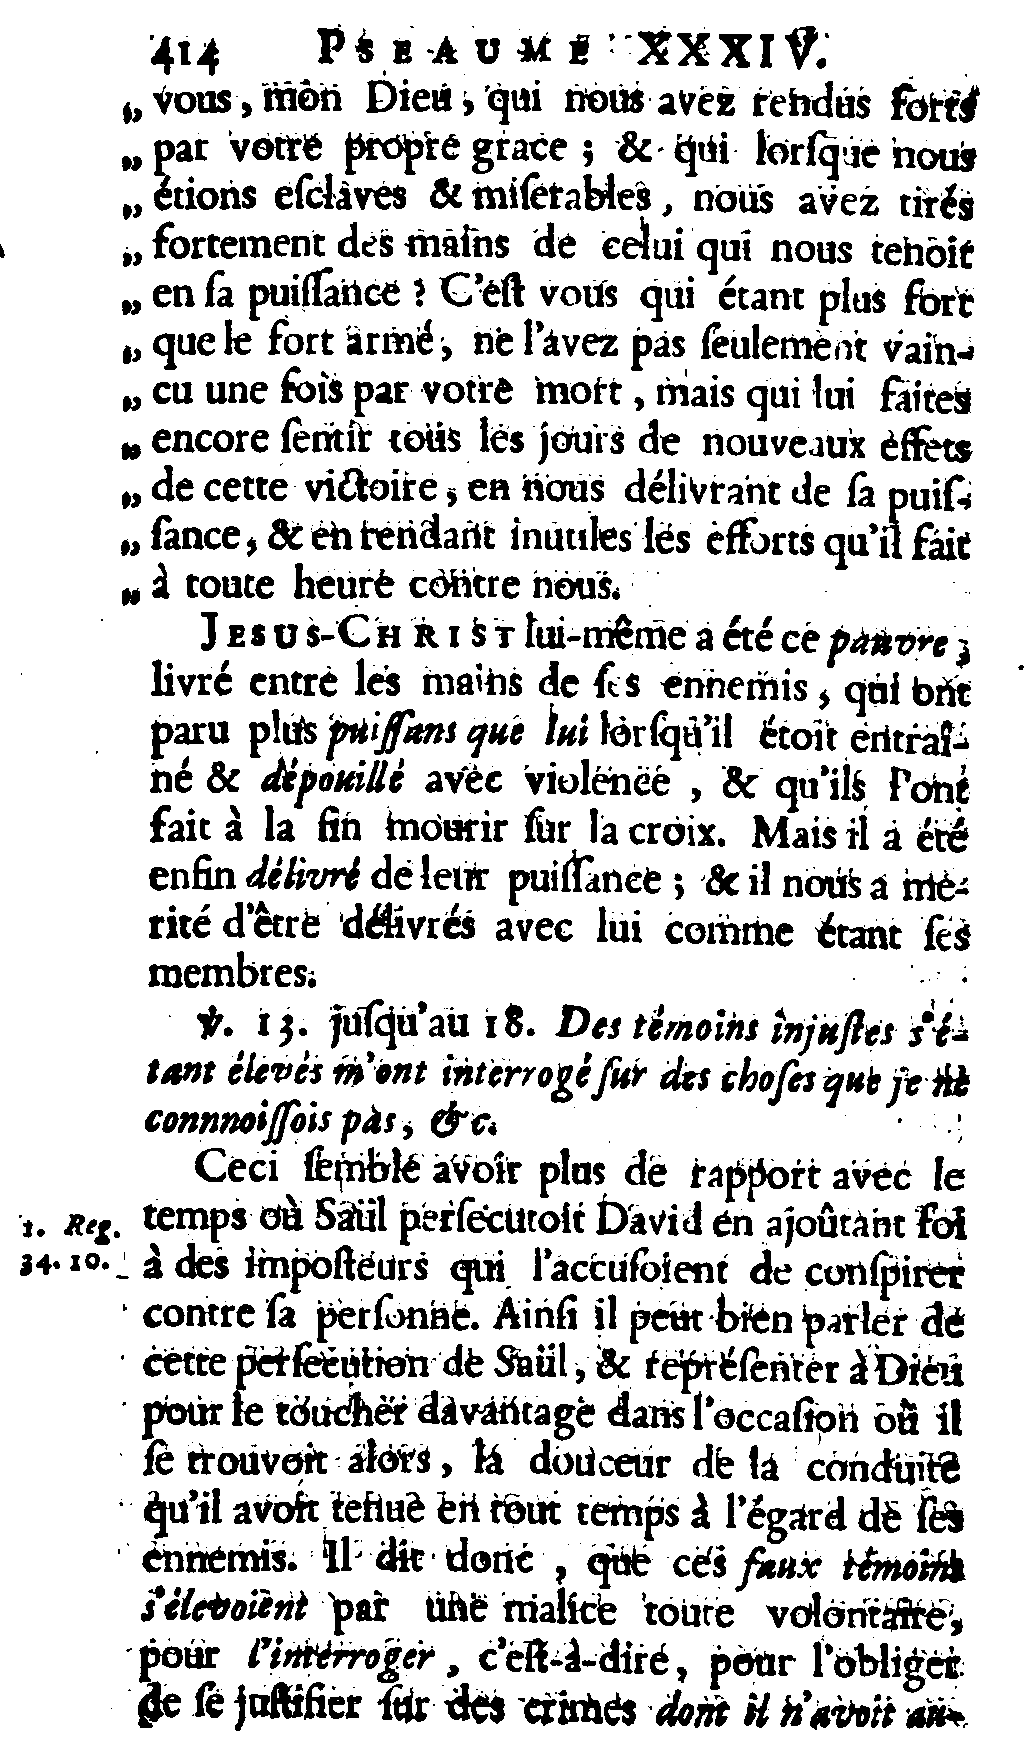 414 PSEAUME XXXIV.
„ vous, mon Dieu, qui nous avez rendus forts
„ par votre propre grace ; & qui lorſque nous
„ étions eſclaves & miſerables, nous avez tirés
„ fortement des mains de celui qui nous tenoit
„ en ſa puiſſance ? C'eſt vous qui étant plus fort
„ que le fort armé, ne l'avez pas ſeulement vain-
„ cu une fois par votre mort, mais qui lui faites
„ encore ſentir tous les jours de nouveaux effets
„ de cette victoire, en nous délivrant de ſa puiſ-
„ ſance, & en rendant inutiles les efforts qu'il fait
„ à toute heure contre nous.
JESUS-CHRIST lui-même a été ce pauvre,
livré entre les mains de ſes ennemis, qui ont
paru plus puiſſans que lui lorſqu'il étoit entraî-
né & dépouillé avec violence, & qu'ils l'ont
fait à la fin mourir ſur la croix. Mais il a été
enfin délivré de leur puiſſance ; & il nous a mé-
rité d'être délivrés avec lui comme étant ſes
membres.
℣. 13. juſqu'au 18. Des témoins injuſtes s'é-
tant élevés m'ont interrogé ſur des choſes que je ne
connnoiſſois pas, &c.
Ceci ſemble avoir plus de rapport avec le
temps où Saül perſecutoit David en ajoûtant foi
1. Reg.
34. 10.
à des impoſteurs qui l'accuſoient de conſpirer
contre ſa perſonne. Ainſi il peut bien parler de
cette perſecution de Saül, & repréſenter à Dieu
pour le toucher davantage dans l'occaſion où il
ſe trouvoit alors, la douceur de la conduite
qu'il avoit tenue en tout temps à l'égard de ſes
ennemis. Il dit donc, que ces faux témoins
s'élevoient par une malice toute volontaire,
pour l'interroger, c'eſt-à-dire, pour l'obliger
de ſe juſtifier ſur des crimes dont il n'avoit au-